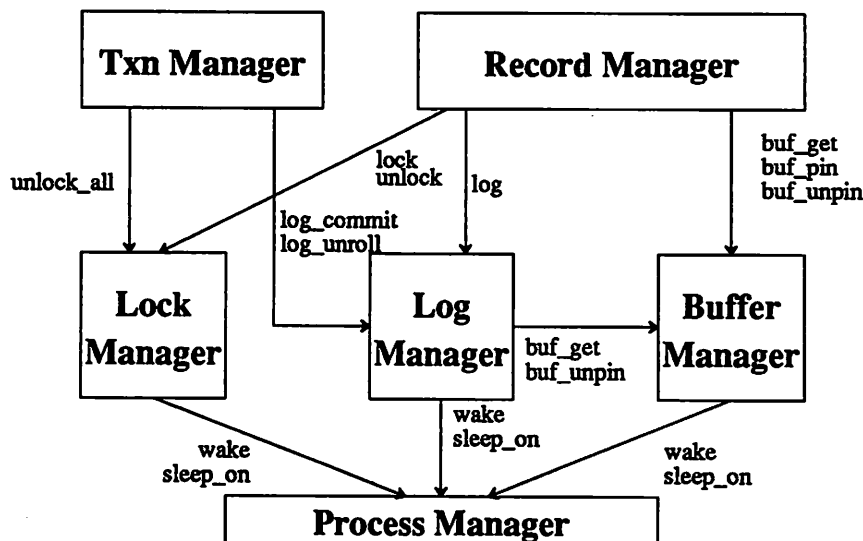 Txn Manager
Record Manager
unlock_all
lock
unlock
log
buf_get
buf_pin
buf_unpin
log_commit
log_unroll
Lock
Manager
Log
Manager
Buffer
Manager
buf_get
buf_unpin
wake
sleep_on
wake
sleep_on
wake
sleep_on
Process Manager